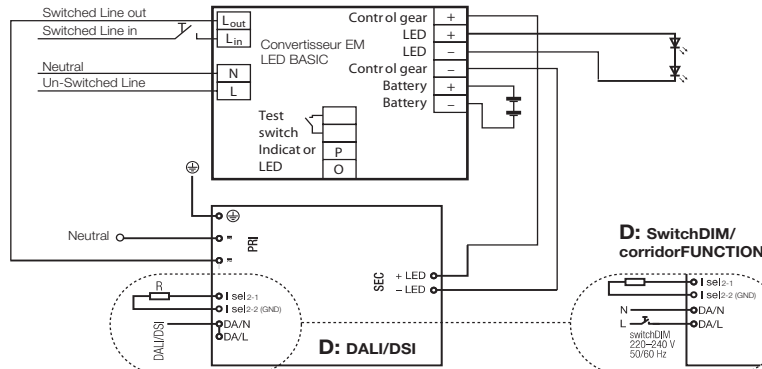 Switched Line out
Switched Line in
Neutral
Un-Switched Line
Lout
Lin
N
L
Convertisseur EM
LED BASIC
Test
switch
Indicator
LED
P
O
Control gear +
LED +
LED –
Control gear –
Battery +
Battery –
Neutral
PRI
SEC
+ LED
– LED
R
I sel2-1
I sel2-2 (GND)
DA/N
DA/L
DALI/DSI
D: DALI/DSI
D: SwitchDIM/
corridorFUNCTION
I sel2-1
I sel2-2 (GND)
N
DA/N
L
DA/L
switchDIM
220–240 V
50/60 Hz